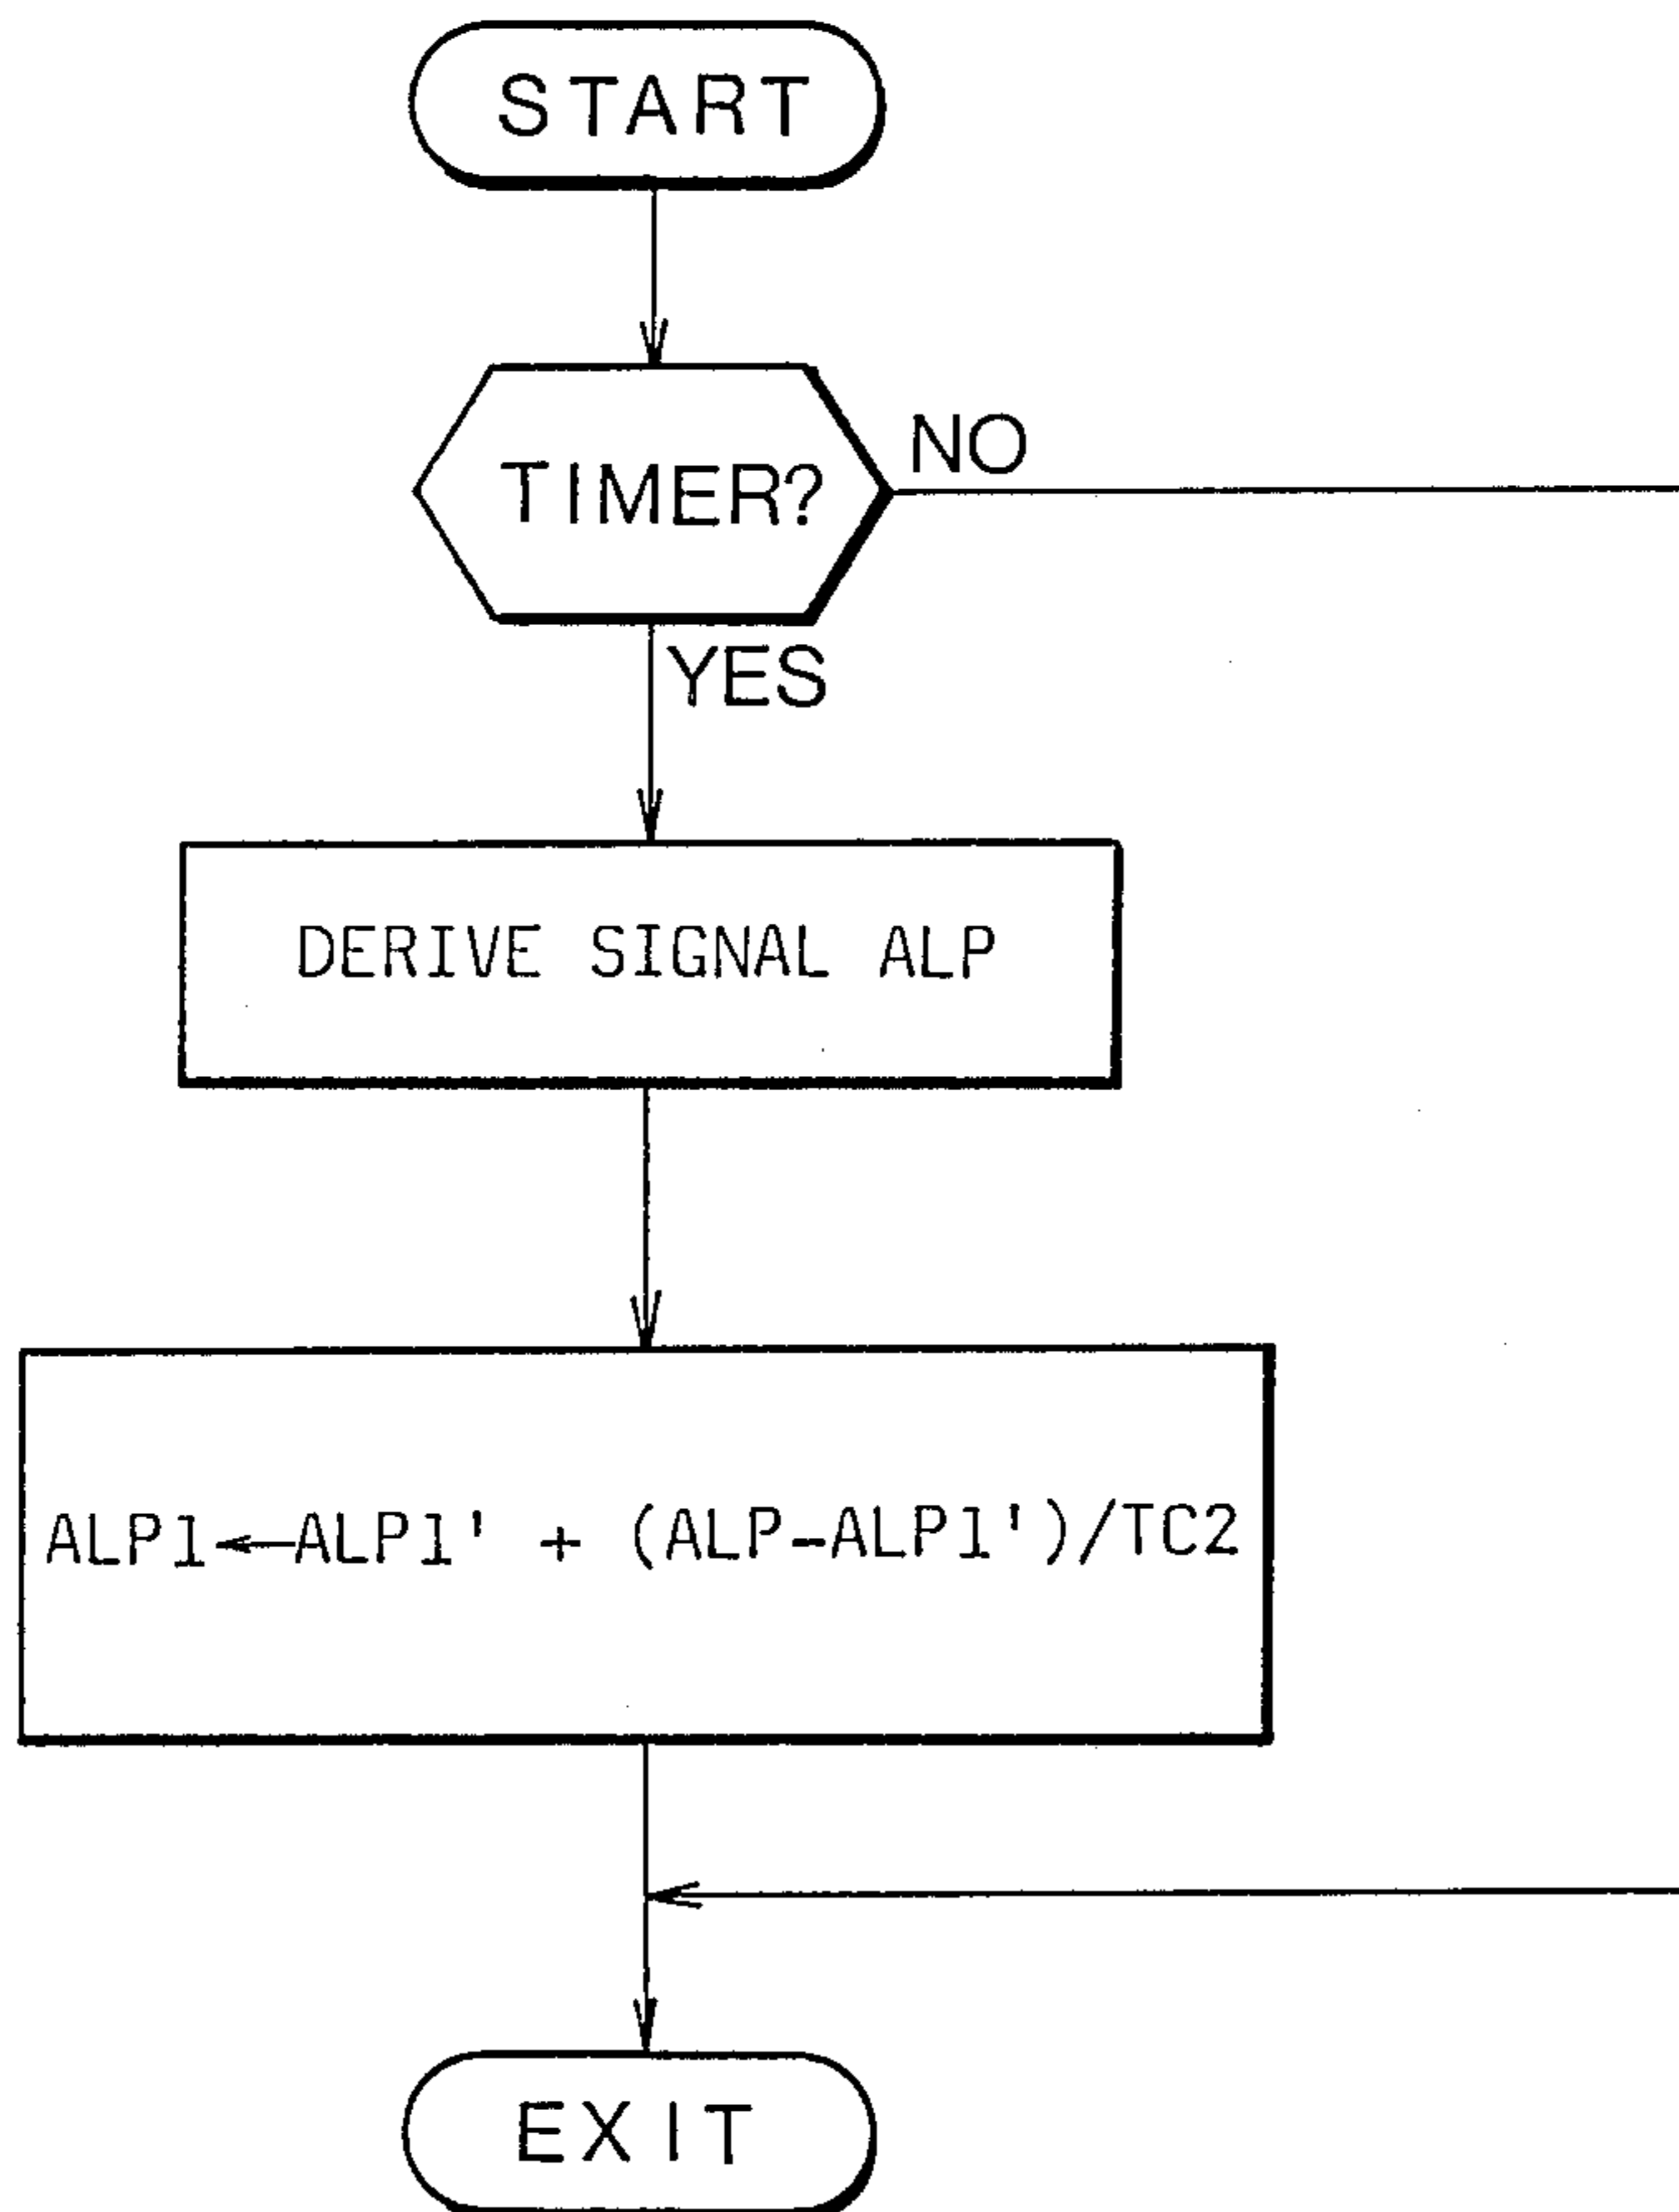 START
TIMER?
NO
YES
DERIVE SIGNAL ALP
ALP1←ALP1' + (ALP-ALP1')/TC2
EXIT